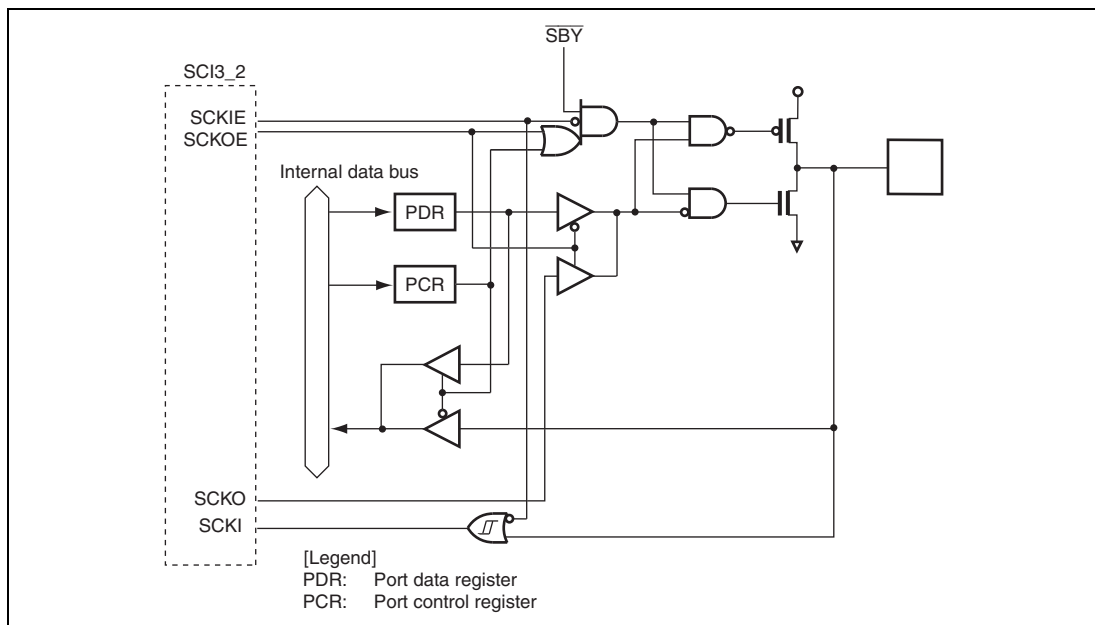 SBY
SCI3_2
SCKIE
SCKOE
Internal data bus
PDR
PCR
SCKO
SCKI
[Legend]
PDR: Port data register
PCR: Port control register